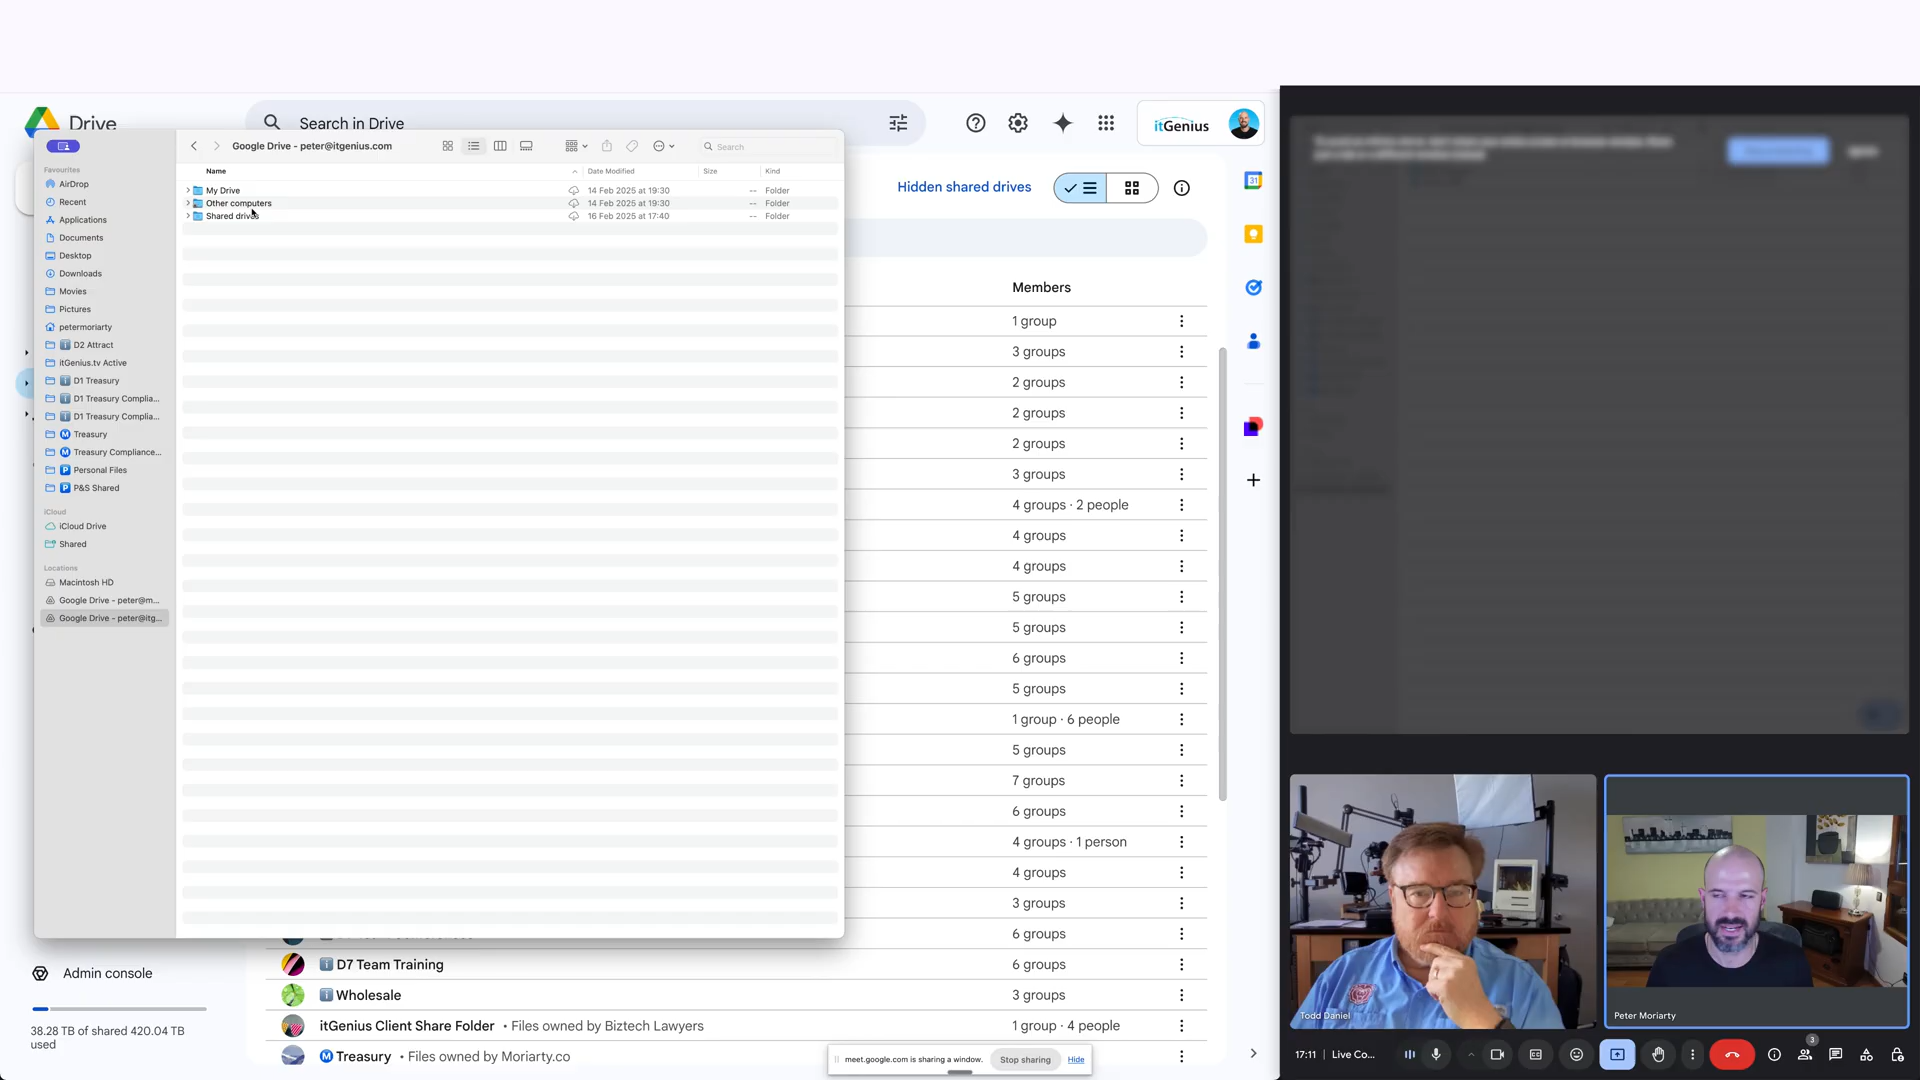 Drive
Search in Drive
itGenius
Google Drive - peter@itgenius.com
Search
Name
Date Modified
Size
Kind
My Drive
14 Feb 2025 at 19:30
--
Folder
Other computers
14 Feb 2025 at 19:30
--
Folder
Shared drives
16 Feb 2025 at 17:40
--
Folder
Favourites
AirDrop
Recent
Applications
Documents
Desktop
Downloads
Movies
Pictures
petermoriarty
D2 Attract
itGenius.tv Active
D1 Treasury
D1 Treasury Complia...
D1 Treasury Complia...
Treasury
Treasury Compliance...
Personal Files
P&S Shared
iCloud
iCloud Drive
Shared
Locations
Macintosh HD
Google Drive - peter@m...
Google Drive - peter@itg...
Hidden shared drives
31
Members
1 group
3 groups
2 groups
2 groups
2 groups
3 groups
4 groups · 2 people
4 groups
4 groups
5 groups
5 groups
6 groups
5 groups
1 group · 6 people
5 groups
7 groups
6 groups
4 groups · 1 person
4 groups
3 groups
6 groups
D7 Team Training
6 groups
Wholesale
3 groups
itGenius Client Share Folder • Files owned by Biztech Lawyers
1 group · 4 people
Treasury • Files owned by Moriarty.co
Admin console
38.28 TB of shared 420.04 TB
used
meet.google.com is sharing a window.
Stop sharing
Hide
Todd Daniel
Peter Moriarty
17:11 | Live Co...
3